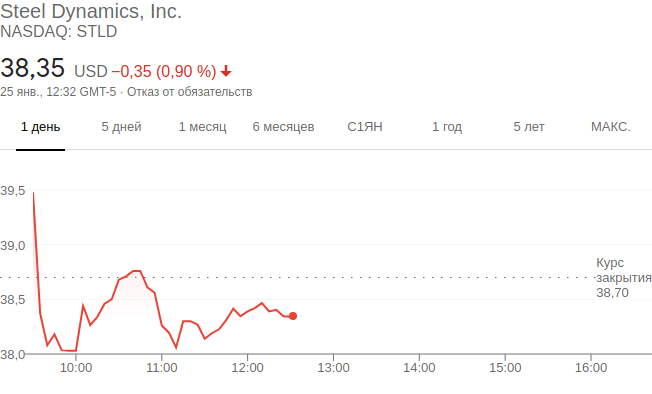 Steel Dynamics, Inc.
NASDAQ: STLD
38,35 USD −0,35 (0,90 %)
25 янв., 12:32 GMT-5 · Отказ от обязательств
1 день 5 дней 1 месяц 6 месяцев С1ЯН 1 год 5 лет МАКС.
39,5
39,0
Курс
закрытия
38,70
38,5
38,0
10:00 11:00 12:00 13:00 14:00 15:00 16:00